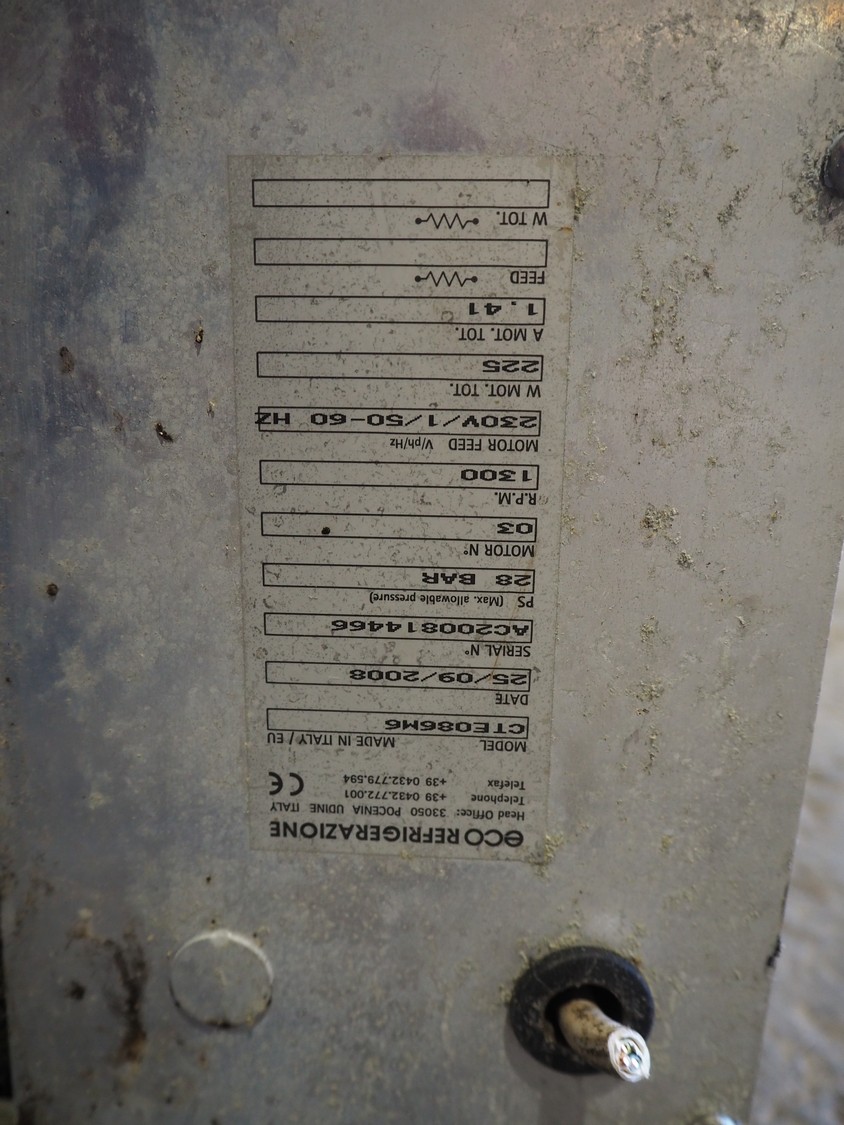 eco REFRIGERAZIONE
Head Office: 33050 POCENIA UDINE ITALY
Telephone +39 0432.772.001
Telefax +39 0432.779.594
CE
MODEL MADE IN ITALY / EU
CTE086M6
DATE
25/09/2008
SERIAL N°
AC200814466
PS (Max. allowable pressure)
28 BAR
MOTOR N°
03
R.P.M.
1300
MOTOR FEED V/ph/Hz
230V/1/50-60 HZ
W MOT. TOT.
225
A MOT. TOT.
1.41
FEED
W TOT.